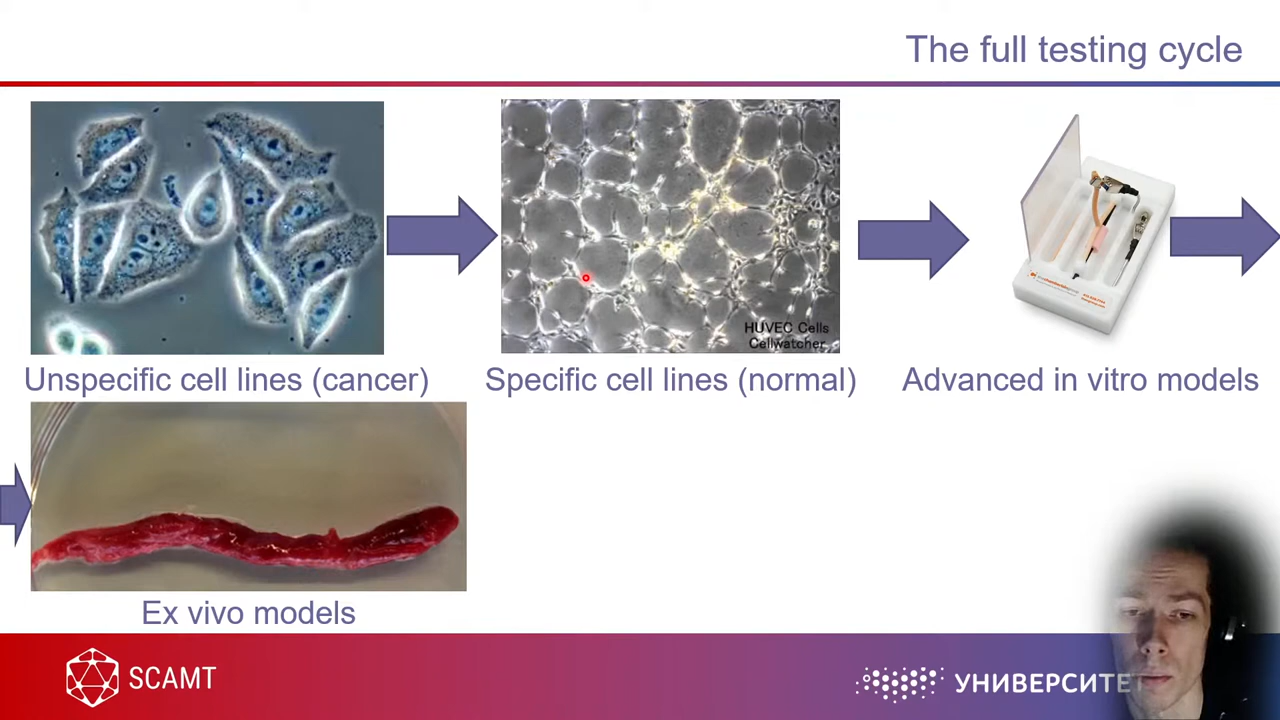 The full testing cycle
HUVEC Cells
Cellwatcher
Unspecific cell lines (cancer)
Specific cell lines (normal)
Advanced in vitro models
Ex vivo models
SCAMT
УНИВЕРСИТЕТ